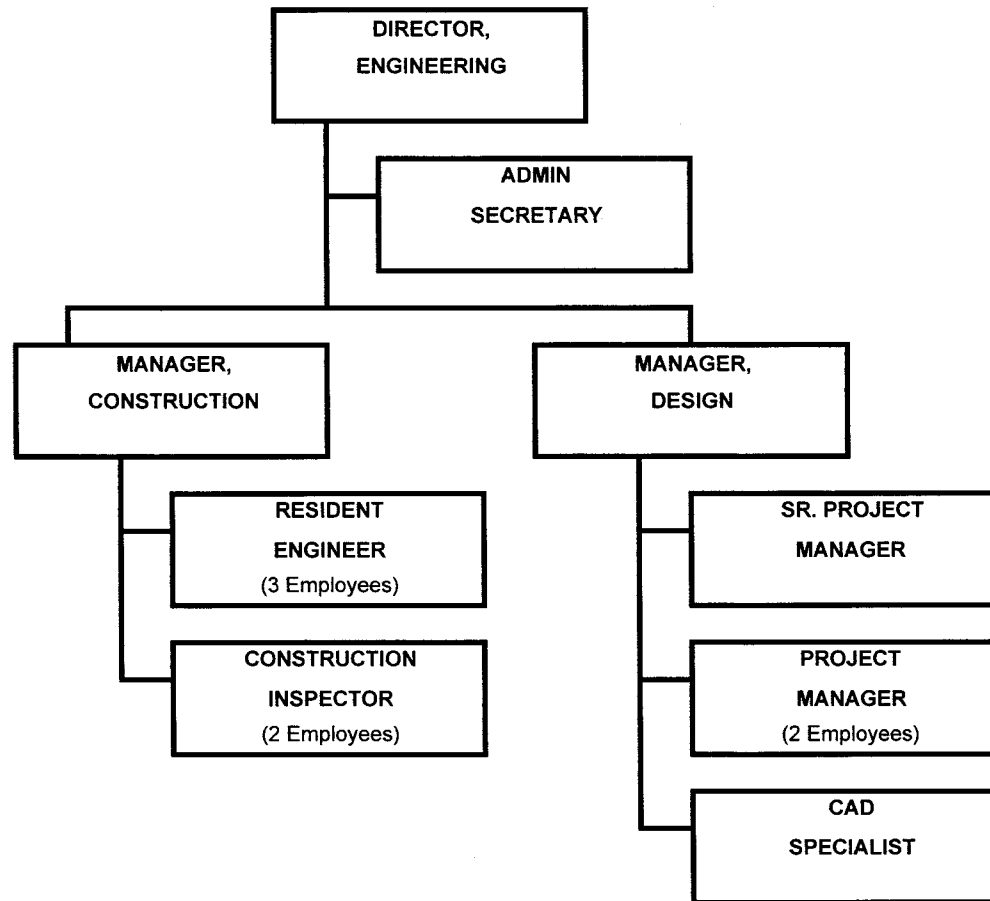 DIRECTOR,
ENGINEERING
ADMIN
SECRETARY
MANAGER,
CONSTRUCTION
RESIDENT
ENGINEER
(3 Employees)
CONSTRUCTION
INSPECTOR
(2 Employees)
MANAGER,
DESIGN
SR. PROJECT
MANAGER
PROJECT
MANAGER
(2 Employees)
CAD
SPECIALIST